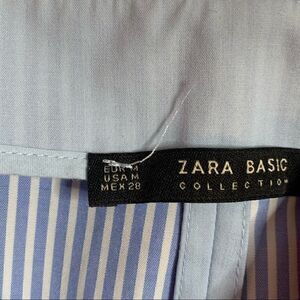 EUR M
USA M
MEX 28
ZARA BASIC
COLLECTION